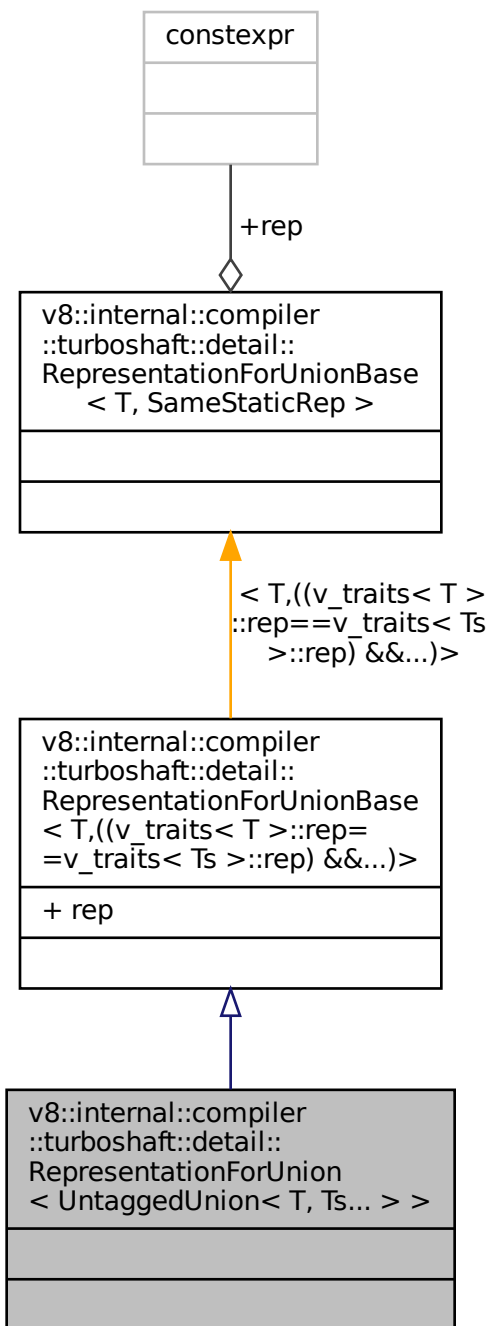 constexpr
+rep
v8::internal::compiler
::turboshaft::detail::
RepresentationForUnionBase
< T, SameStaticRep >
< T,((v_traits< T >
::rep==v_traits< Ts
>::rep) &&...)>
v8::internal::compiler
::turboshaft::detail::
RepresentationForUnionBase
< T,((v_traits< T >::rep=
=v_traits< Ts >::rep) &&...)>
+ rep
v8::internal::compiler
::turboshaft::detail::
RepresentationForUnion
< UntaggedUnion< T, Ts... > >